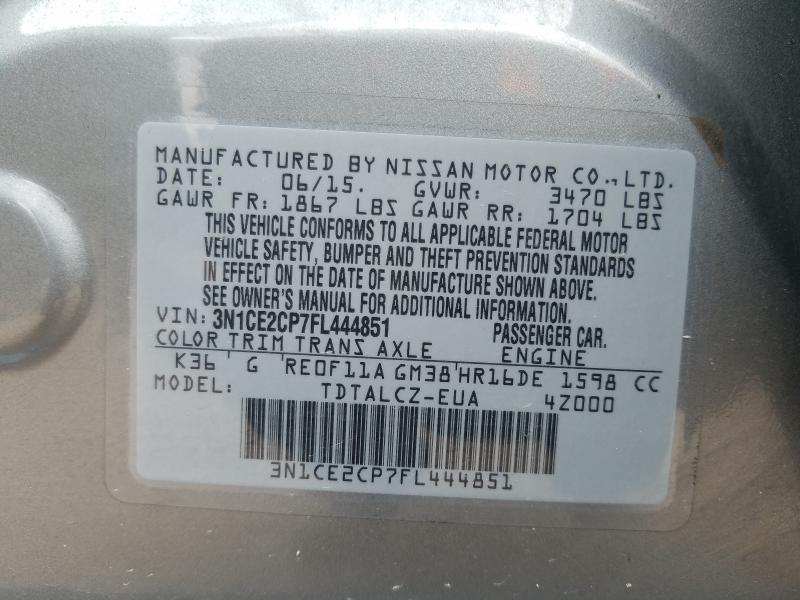 MANUFACTURED BY NISSAN MOTOR CO.,LTD.
DATE: 06/15. GVWR: 3470 LBS
GAWR FR: 1867 LBS GAWR RR: 1704 LBS
THIS VEHICLE CONFORMS TO ALL APPLICABLE FEDERAL MOTOR
VEHICLE SAFETY, BUMPER AND THEFT PREVENTION STANDARDS
IN EFFECT ON THE DATE OF MANUFACTURE SHOWN ABOVE.
SEE OWNER'S MANUAL FOR ADDITIONAL INFORMATION.
VIN: 3N1CE2CP7FL444851 PASSENGER CAR.
COLOR TRIM TRANS AXLE ENGINE
K36 ' G 'RE0F11A GM38'HR16DE 1598 CC
MODEL: TDTALCZ-EUA 4Z000
3N1CE2CP7FL444851